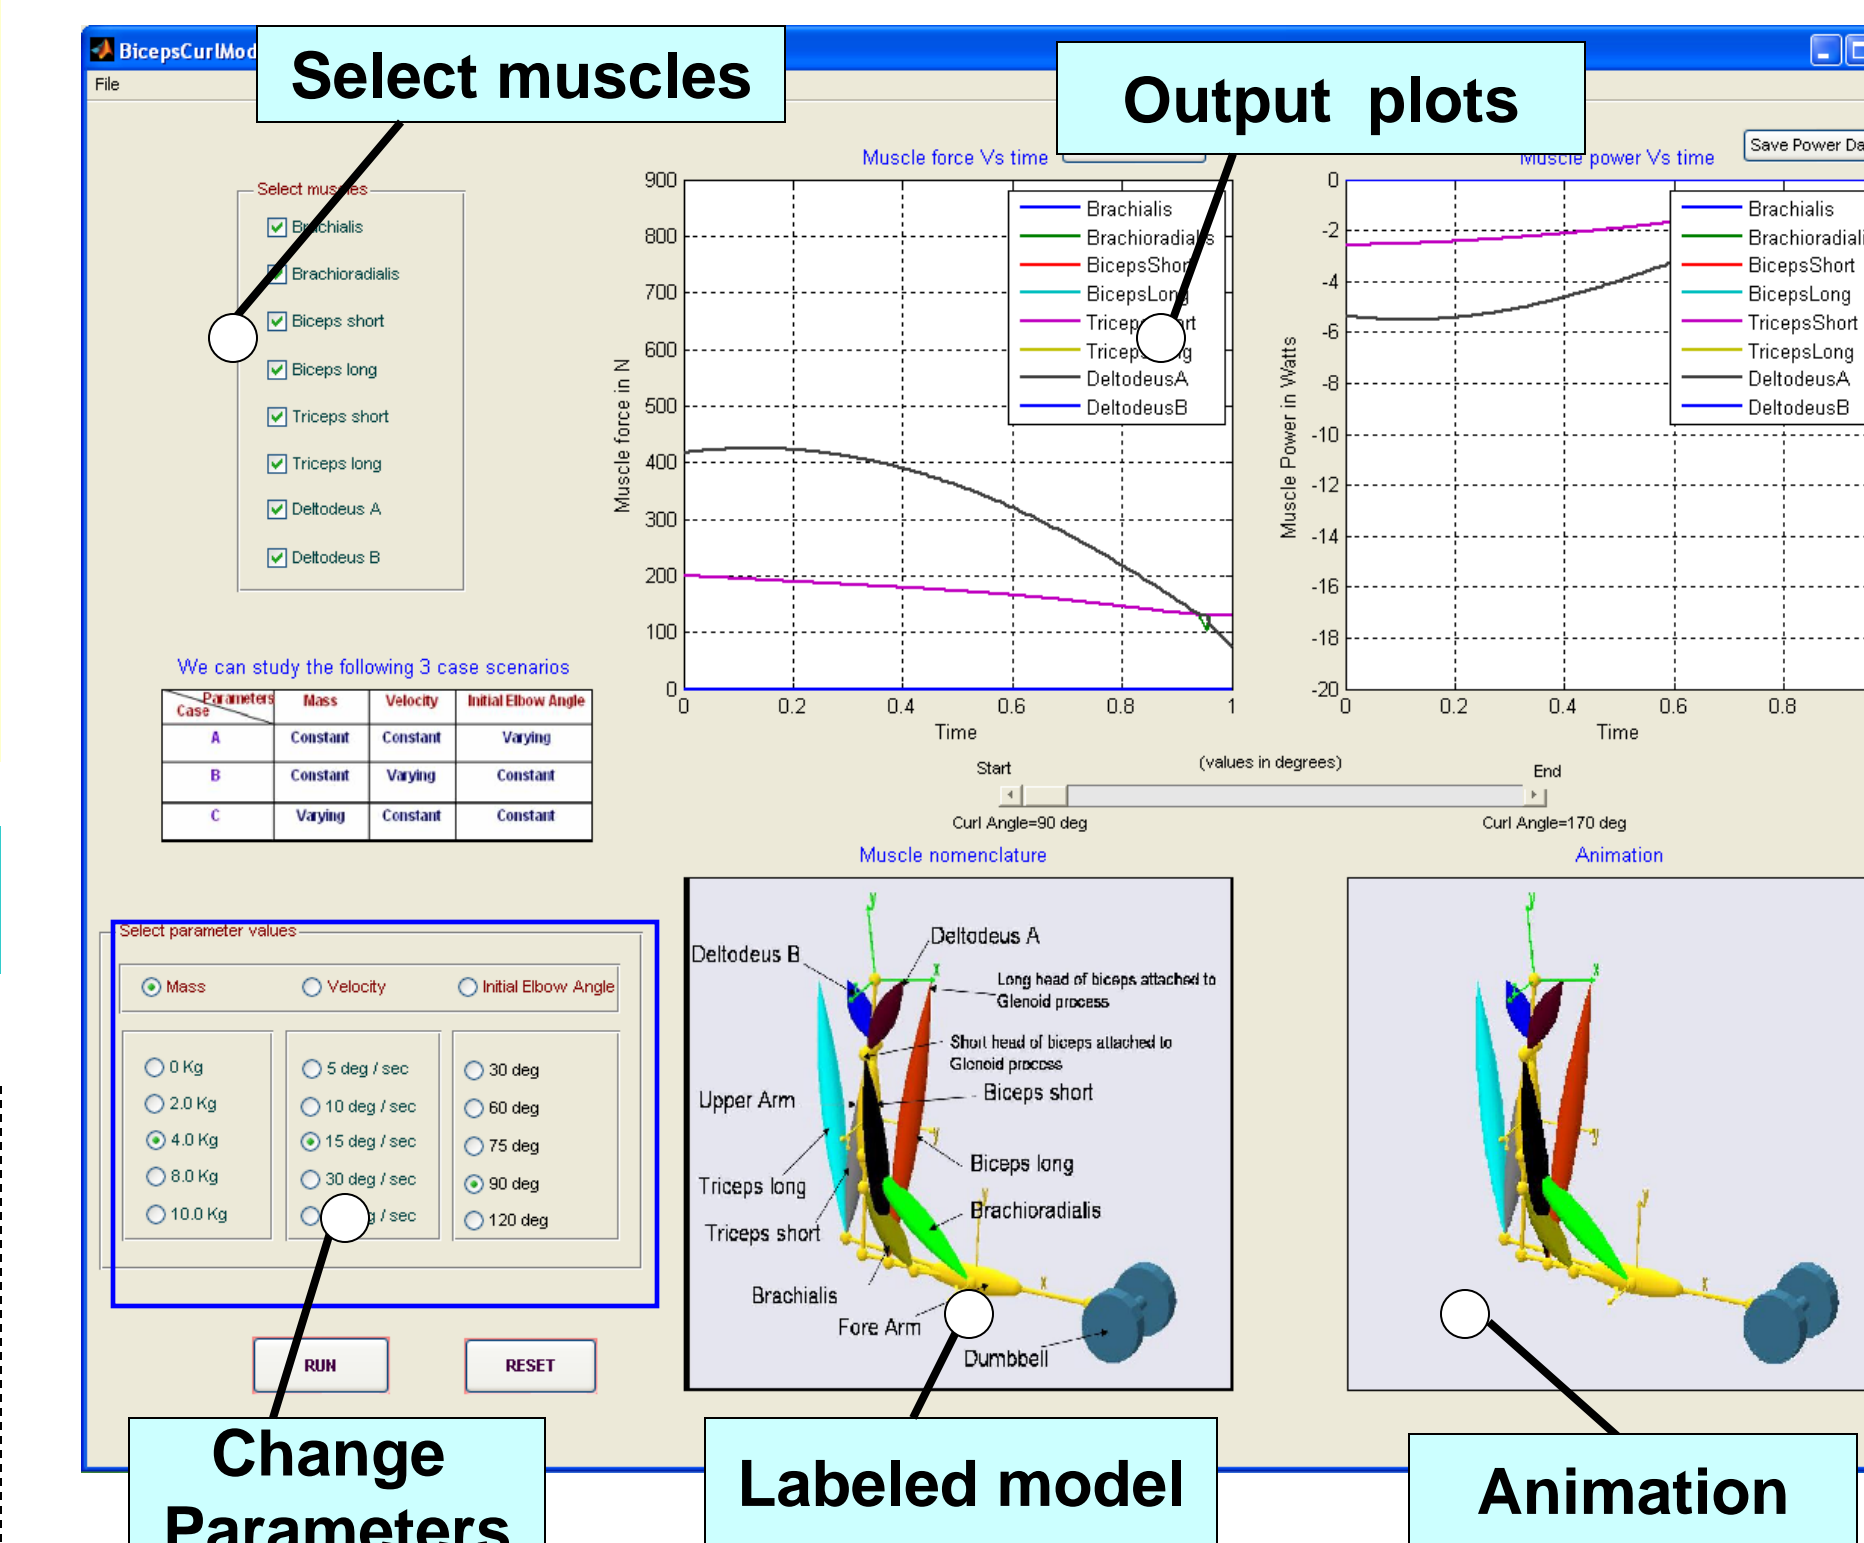 BicepsCurlMod
Select muscles
Output  plots
File
Save Power Da
Muscle force Vs time
Muscle power Vs time
Select muscles
Brachialis
Brachioradialis
Biceps short
Biceps long
Triceps short
Triceps long
Deltodeus A
Deltodeus B
900
800
700
600
500
400
300
200
100
0
Muscle force in N
Brachialis
Brachioradialis
BicepsShort
BicepsLong
TricepsShort
TricepsLong
DeltodeusA
DeltodeusB
0 0.2 0.4 0.6 0.8 1
Time
0
-2
-4
-6
-8
-10
-12
-14
-16
-18
-20
Muscle Power in Watts
Brachialis
Brachioradiali
BicepsShort
BicepsLong
TricepsShort
TricepsLong
DeltodeusA
DeltodeusB
0 0.2 0.4 0.6 0.8
Time
We can study the following 3 case scenarios
Parameters
Case Mass Velocity Initial Elbow Angle
A Constant Constant Varying
B Constant Varying Constant
C Varying Constant Constant
Start (values in degrees) End
Curl Angle=90 deg Curl Angle=170 deg
Muscle nomenclature
Animation
Select parameter values
Mass Velocity Initial Elbow Angle
0 Kg 5 deg / sec 30 deg
2.0 Kg 10 deg / sec 60 deg
4.0 Kg 15 deg / sec 75 deg
8.0 Kg 30 deg / sec 90 deg
10.0 Kg g / sec 120 deg
RUN RESET
y
Deltodeus A
Deltodeus B
x
Long head of biceps attached to
Glenoid process
Short head of biceps attached to
Glenoid process
Biceps short
Upper Arm
y
Biceps long
Triceps long
y
Brachioradialis
Triceps short
x
Brachialis
Fore Arm
Dumbbell
y
x
y
y
x
Change
Parameters
Labeled model
Animation